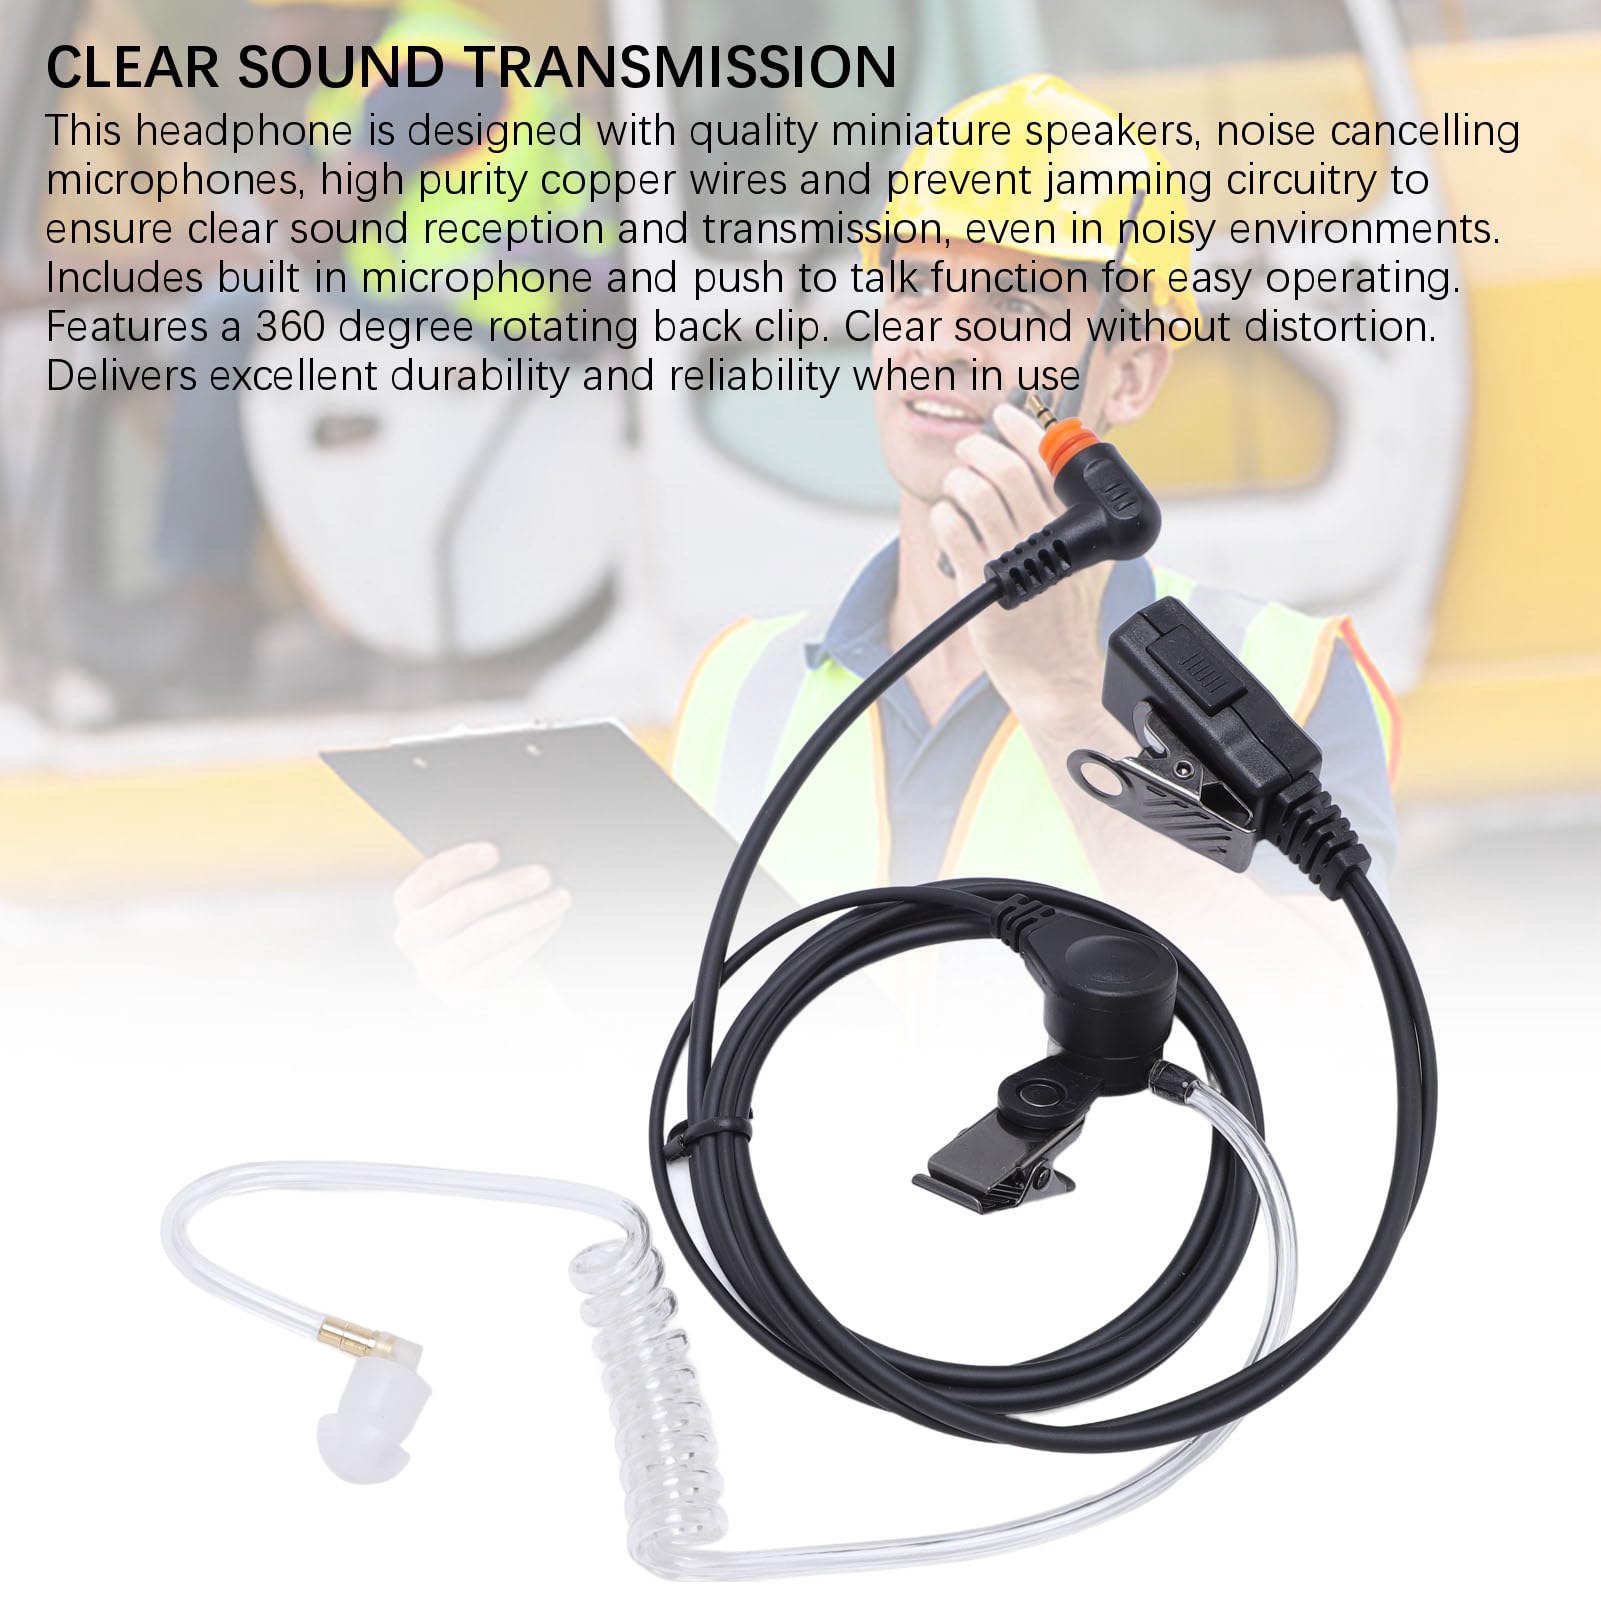 CLEAR SOUND TRANSMISSION
This headphone is designed with quality miniature speakers, noise cancelling
microphones, high purity copper wires and prevent jamming circuitry to
ensure clear sound reception and transmission, even in noisy environments.
Includes built in microphone and push to talk function for easy operating.
Features a 360 degree rotating back clip. Clear sound without distortion.
Delivers excellent durability and reliability when in use